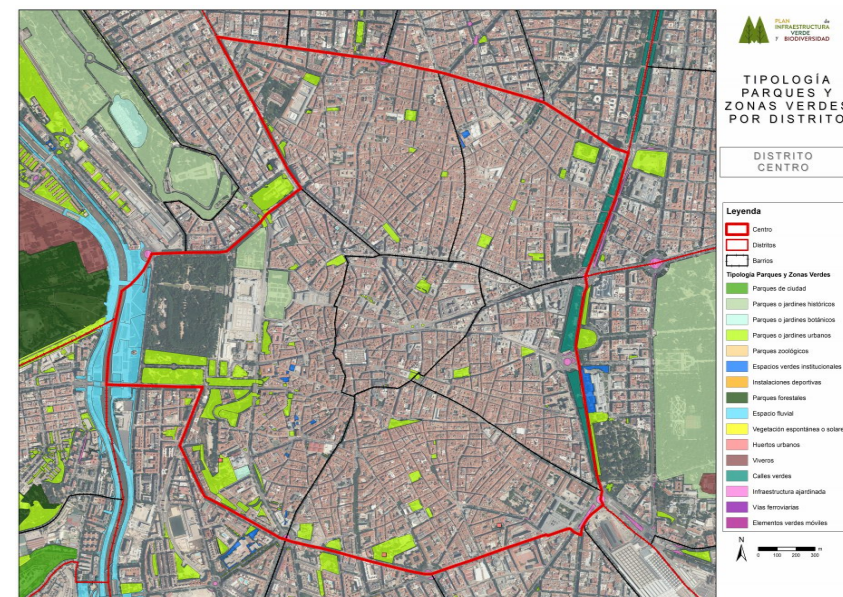 PLAN de
INFRAESTRUCTURA
VERDE
Y BIODIVERSIDAD
TIPOLOGÍA
PARQUES Y
ZONAS VERDES
POR DISTRITO
DISTRITO
CENTRO
Leyenda
Centro
Distritos
Barrios
Tipología Parques y Zonas Verdes
Parques de ciudad
Parques o jardines históricos
Parques o jardines botánicos
Parques o jardines urbanos
Parques zoológicos
Espacios verdes institucionales
Instalaciones deportivas
Parques forestales
Espacio fluvial
Vegetación espontánea o solares
Huertos urbanos
Viveros
Calles verdes
Infraestructura ajardinada
Vías ferroviarias
Elementos verdes móviles
N
0 100 200 300 m